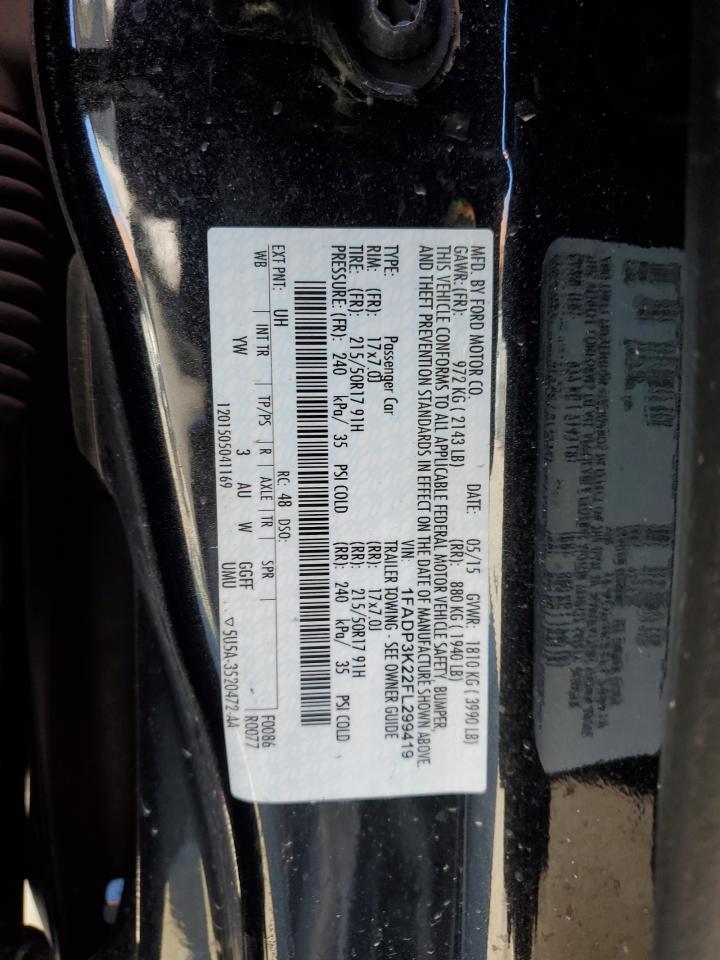 MFD. BY FORD MOTOR CO. DATE: 05/15 GVWR: 1810 KG ( 3990 LB)
GAWR: (FR): 972 KG ( 2143 LB) (RR): 880 KG ( 1940 LB)
THIS VEHICLE CONFORMS TO ALL APPLICABLE FEDERAL MOTOR VEHICLE SAFETY, BUMPER,
AND THEFT PREVENTION STANDARDS IN EFFECT ON THE DATE OF MANUFACTURE SHOWN ABOVE.
VIN: 1FADP3K22FL299419
TYPE: Passenger Car TRAILER TOWING - SEE OWNER GUIDE
RIM: (FR): 17x7.0J (RR): 17x7.0J
TIRE: (FR): 215/50R17 91H (RR): 215/50R17 91H
PRESSURE: (FR): 240 kPa/ 35 PSI COLD (RR): 240 kPa/ 35 PSI COLD
EXT PNT: UH RC: 48 DSO: F0086
WB INT TR TP/PS R AXLE TR SPR R0077
YW 3 AU W GGFF
1201505041169 UMU ▽ 5U5A-3520472-AA